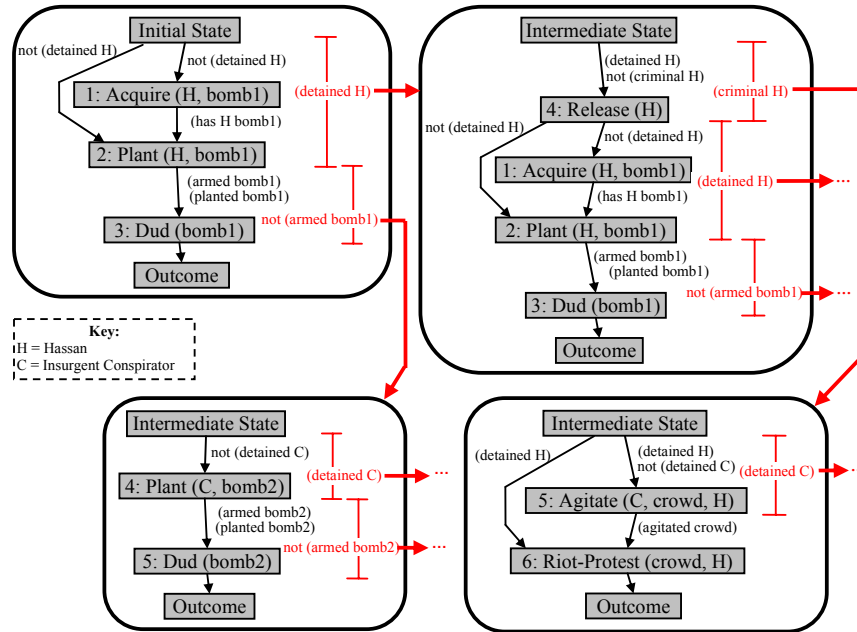 Initial State
not (detained H)
not (detained H)
1: Acquire (H, bomb1)
(has H bomb1)
2: Plant (H, bomb1)
(armed bomb1)
(planted bomb1)
3: Dud (bomb1)
Outcome
(detained H)
not (armed bomb1)
Intermediate State
(detained H)
not (criminal H)
4: Release (H)
not (detained H)
not (detained H)
1: Acquire (H, bomb1)
(has H bomb1)
2: Plant (H, bomb1)
(armed bomb1)
(planted bomb1)
3: Dud (bomb1)
Outcome
(criminal H)
(detained H)
...
not (armed bomb1)
...
Key:
H = Hassan
C = Insurgent Conspirator
Intermediate State
not (detained C)
4: Plant (C, bomb2)
(armed bomb2)
(planted bomb2)
5: Dud (bomb2)
Outcome
(detained C)
...
not (armed bomb2)
...
Intermediate State
(detained H)
(detained H)
not (detained C)
5: Agitate (C, crowd, H)
(agitated crowd)
6: Riot-Protest (crowd, H)
Outcome
(detained C)
...